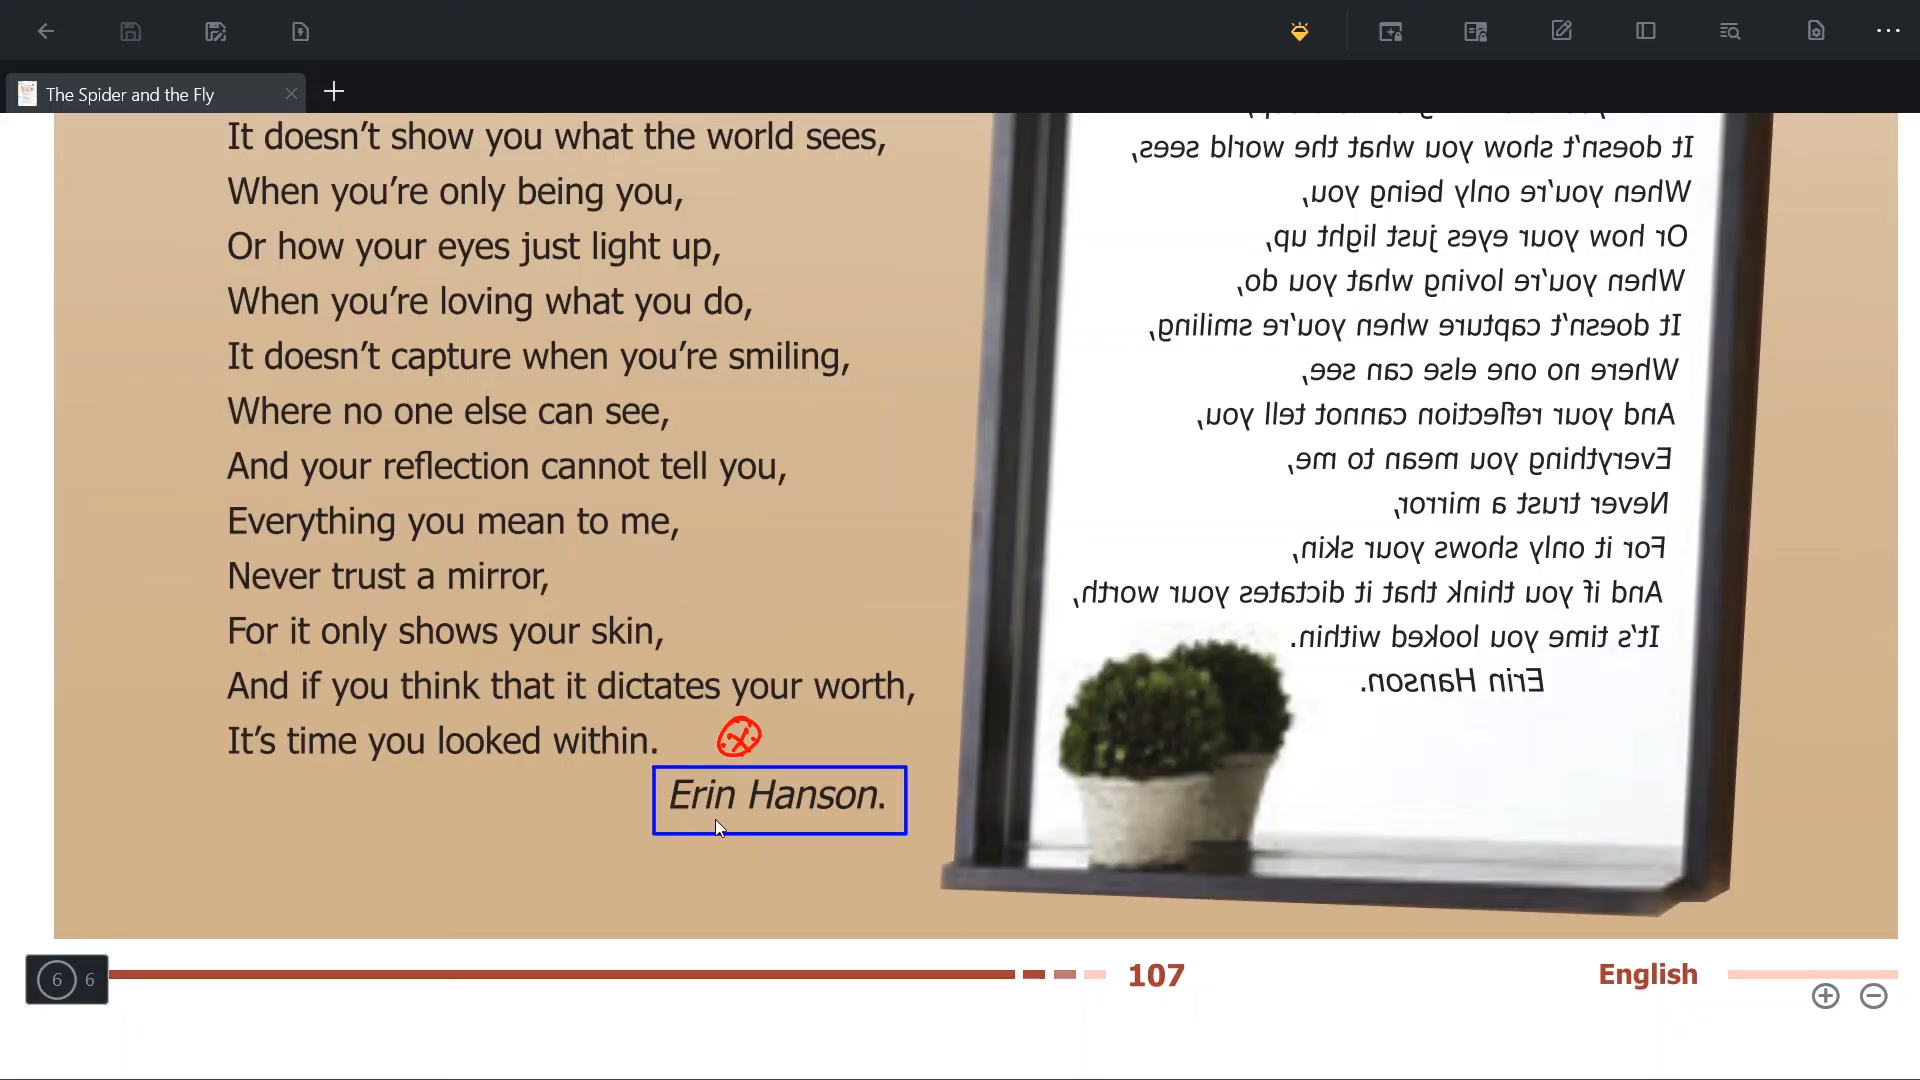 The Spider and the Fly
It doesn’t show you what the world sees,
When you’re only being you,
Or how your eyes just light up,
When you’re loving what you do,
It doesn’t capture when you’re smiling,
Where no one else can see,
And your reflection cannot tell you,
Everything you mean to me,
Never trust a mirror,
For it only shows your skin,
And if you think that it dictates your worth,
It’s time you looked within.
Erin Hanson.
It doesn’t show you what the world sees,
When you’re only being you,
Or how your eyes just light up,
When you’re loving what you do,
It doesn’t capture when you’re smiling,
Where no one else can see,
And your reflection cannot tell you,
Everything you mean to me,
Never trust a mirror,
For it only shows your skin,
And if you think that it dictates your worth,
It’s time you looked within.
Erin Hanson.
6 6
107
English